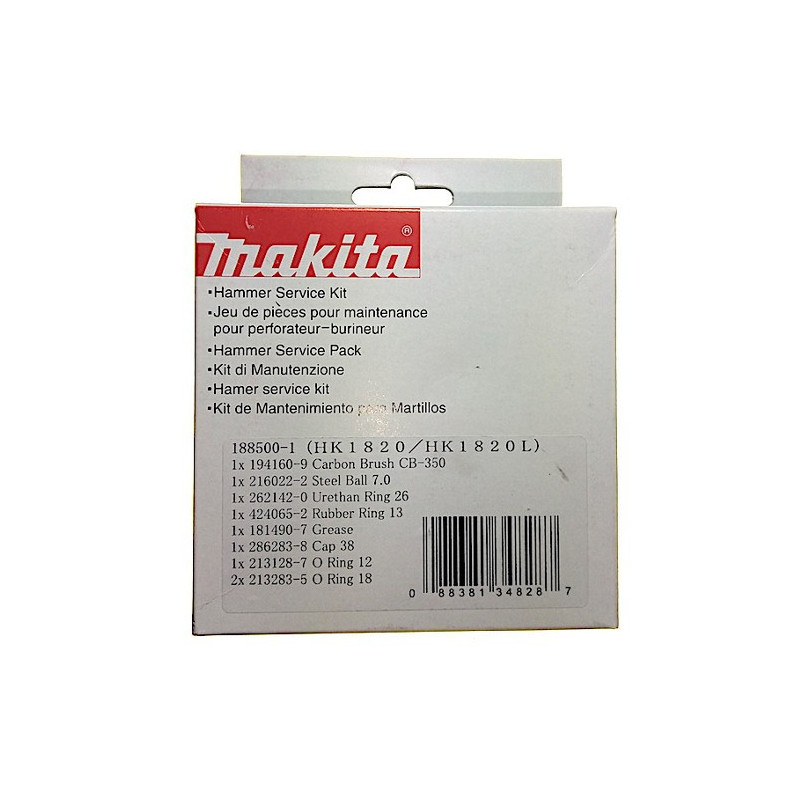 makita®
·Hammer Service Kit
·Jeu de pièces pour maintenance
pour perforateur-burineur
·Hammer Service Pack
·Kit di Manutenzione
·Hamer service kit
·Kit de Mantenimiento para Martillos
188500-1 (HK1820/HK1820L)
1x 194160-9 Carbon Brush CB-350
1x 216022-2 Steel Ball 7.0
1x 262142-0 Urethan Ring 26
1x 424065-2 Rubber Ring 13
1x 181490-7 Grease
1x 286283-8 Cap 38
1x 213128-7 O Ring 12
2x 213283-5 O Ring 18
0 88381 34828 7